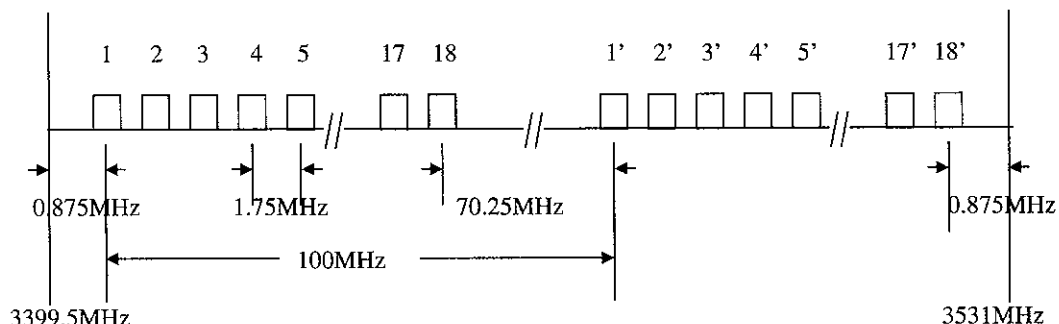 1 2 3 4 5 17 18 1' 2' 3' 4' 5' 17' 18'
0.875MHz 1.75MHz 70.25MHz 0.875MHz
100MHz
3399.5MHz 3531MHz